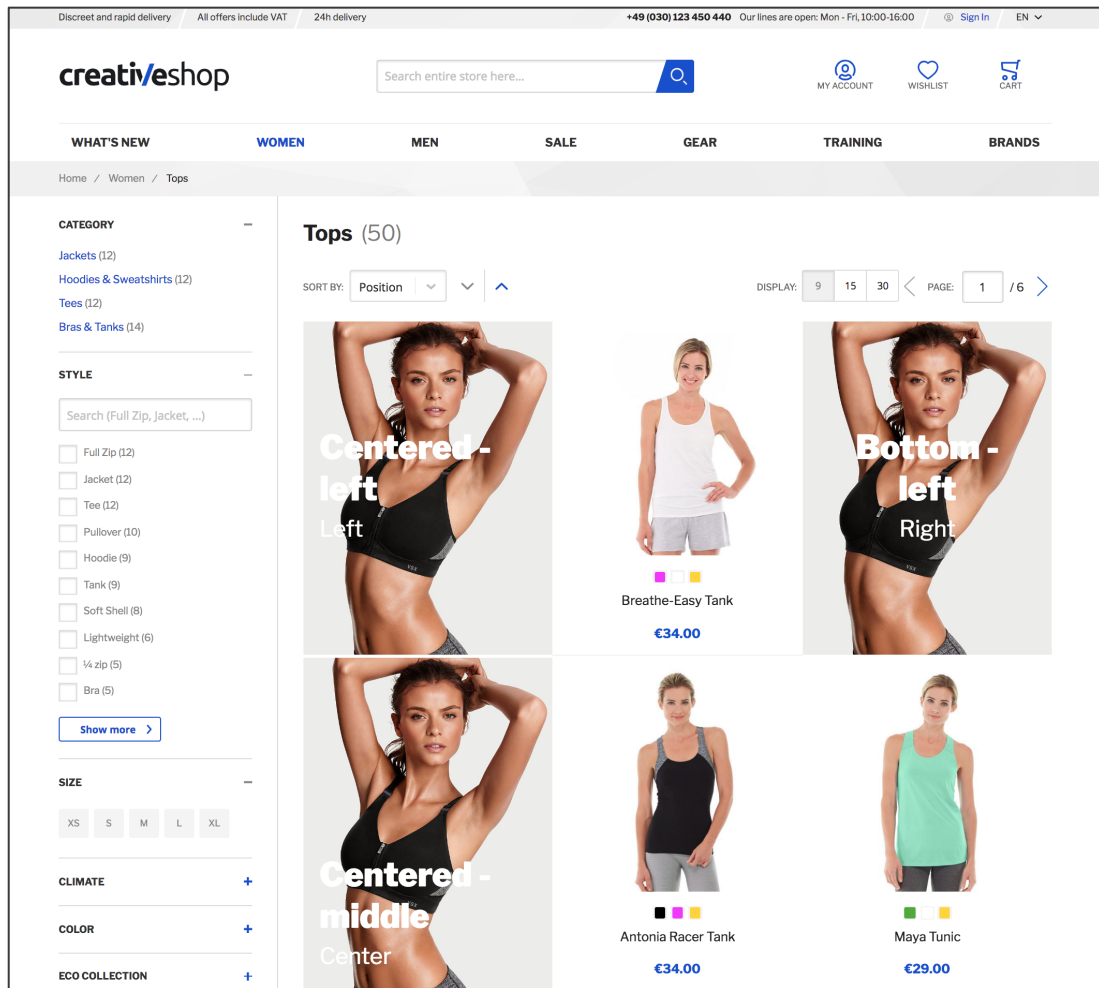 Discreet and rapid delivery / All offers include VAT / 24h delivery
+49 (030) 123 450 440 Our lines are open: Mon - Fri, 10:00-16:00 Sign In EN
creativeshop
Search entire store here...
MY ACCOUNT
WISHLIST
CART
WHAT'S NEW WOMEN MEN SALE GEAR TRAINING BRANDS
Home / Women / Tops
CATEGORY
Jackets (12)
Hoodies & Sweatshirts (12)
Tees (12)
Bras & Tanks (14)
STYLE
Search (Full Zip, Jacket, ...)
Full Zip (12)
Jacket (12)
Tee (12)
Pullover (10)
Hoodie (9)
Tank (9)
Soft Shell (8)
Lightweight (6)
¼ zip (5)
Bra (5)
Show more
SIZE
XS S M L XL
CLIMATE +
COLOR +
ECO COLLECTION +
Tops (50)
SORT BY: Position
DISPLAY: 9 15 30 PAGE: 1 / 6
Centered -
left
Left
Breathe-Easy Tank
€34.00
Bottom -
left
Right
Centered -
middle
Center
Antonia Racer Tank
€34.00
Maya Tunic
€29.00